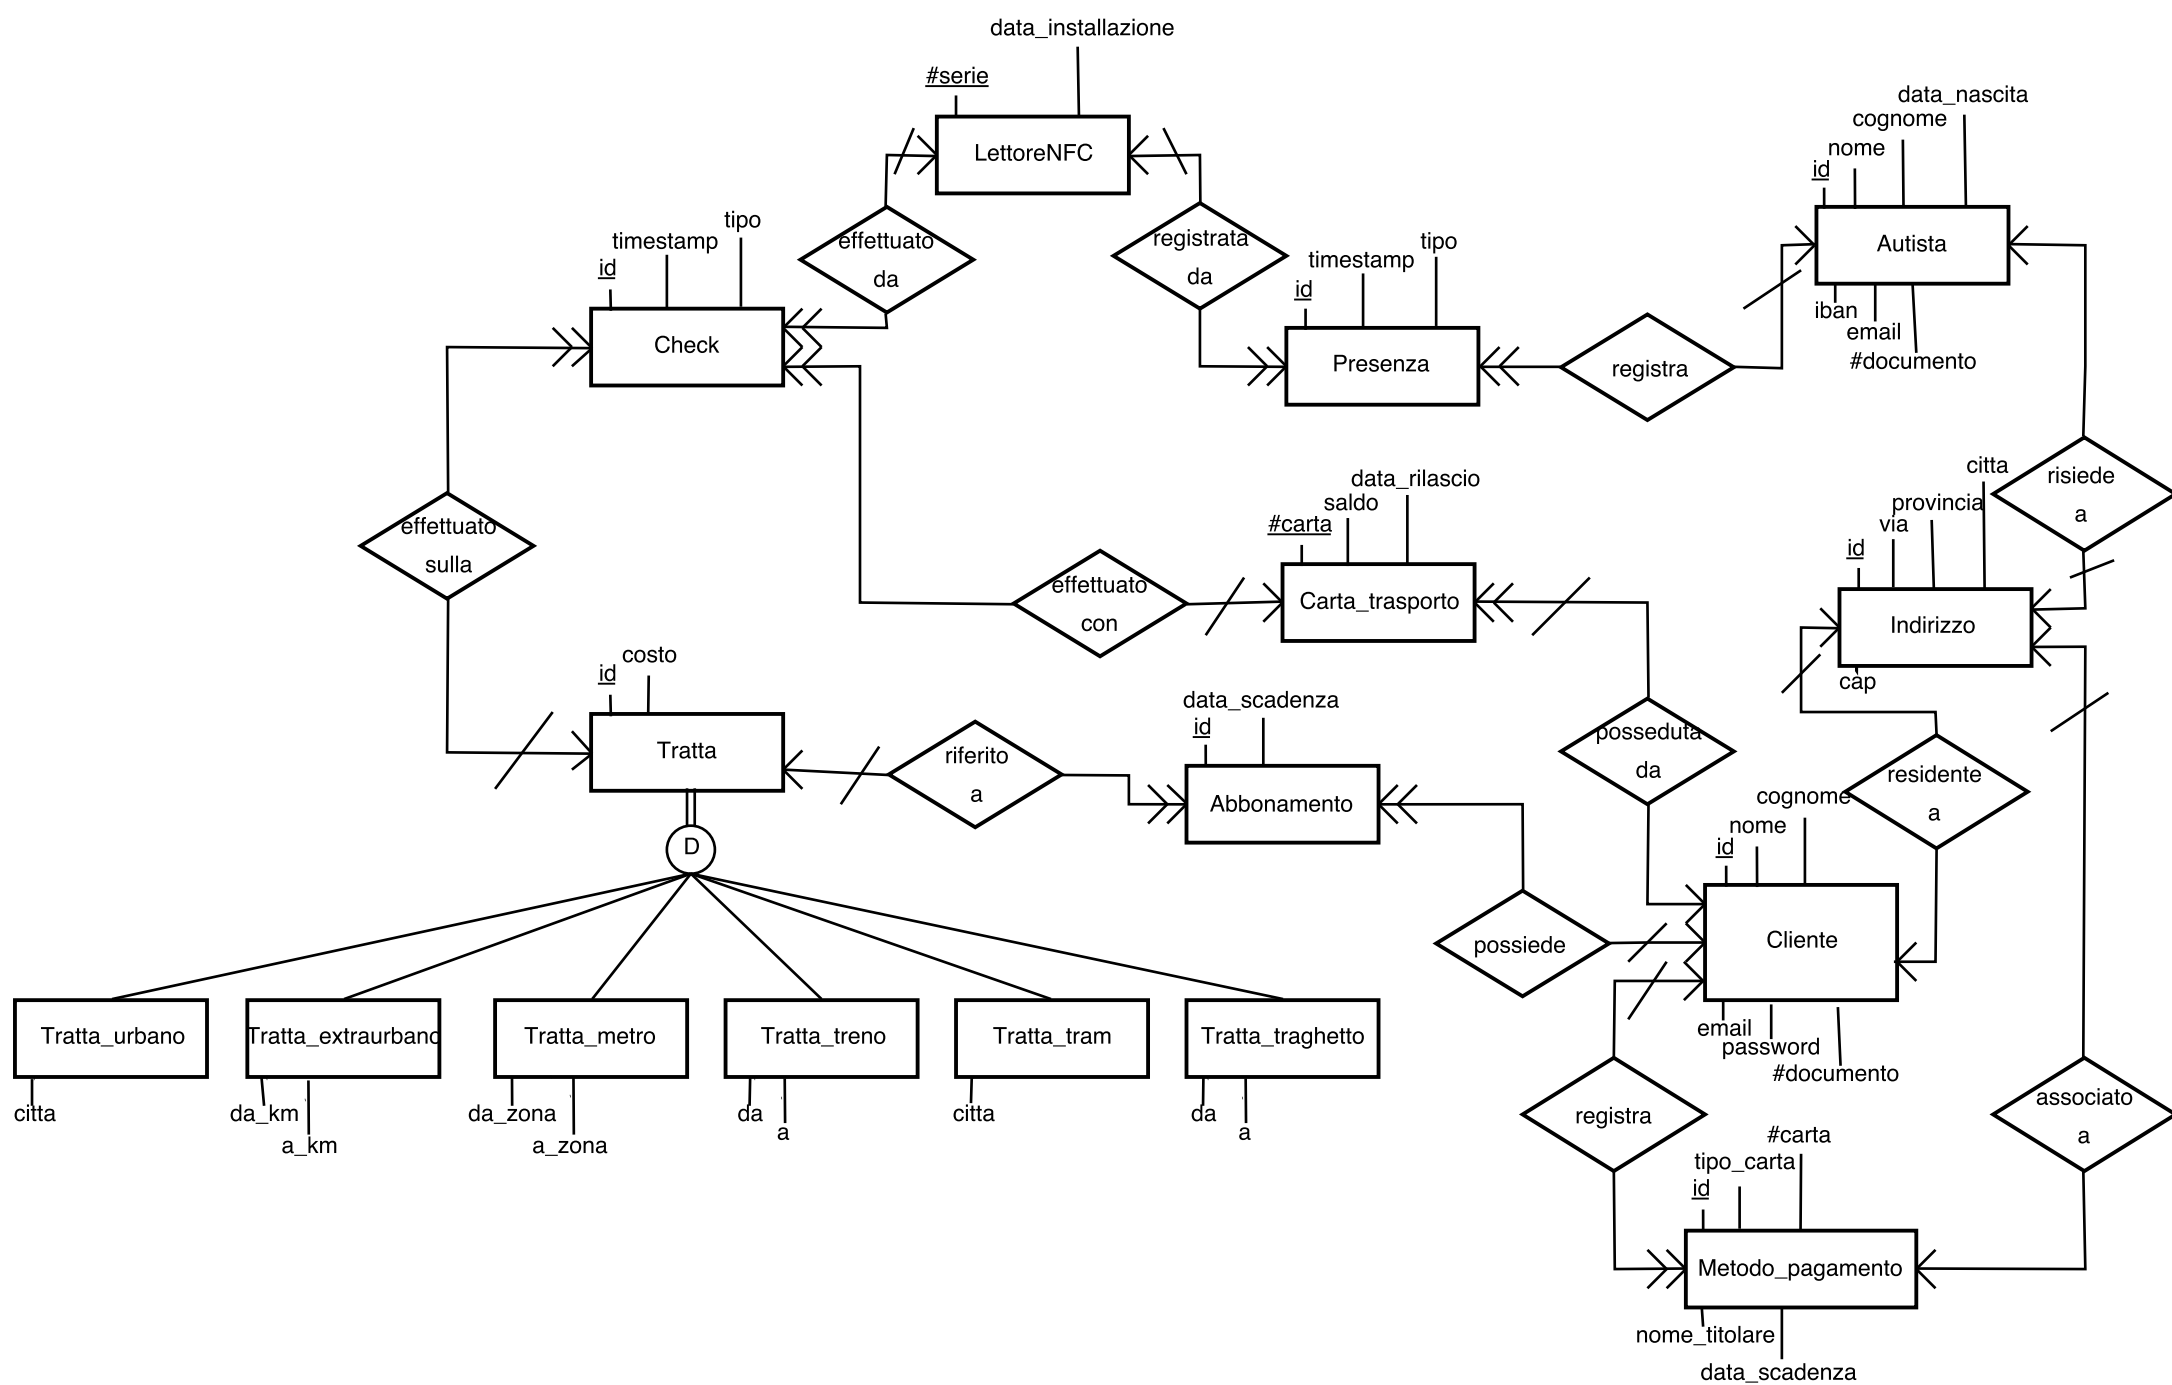 data_installazione
#serie
LettoreNFC
data_nascita
cognome
nome
id
Autista
iban
email
#documento
effettuato
da
registrata
da
tipo
timestamp
id
Check
tipo
timestamp
id
Presenza
registra
risiede
a
citta
provincia
via
id
Indirizzo
cap
data_rilascio
saldo
#carta
Carta_trasporto
effettuato
sulla
effettuato
con
costo
id
Tratta
D
riferito
a
data_scadenza
id
Abbonamento
posseduta
da
residente
a
cognome
nome
id
Cliente
email
password
#documento
possiede
Tratta_urbano
Tratta_extraurbano
Tratta_metro
Tratta_treno
Tratta_tram
Tratta_traghetto
citta
da_km
a_km
da_zona
a_zona
da
a
citta
da
a
registra
associato
a
#carta
tipo_carta
id
Metodo_pagamento
nome_titolare
data_scadenza